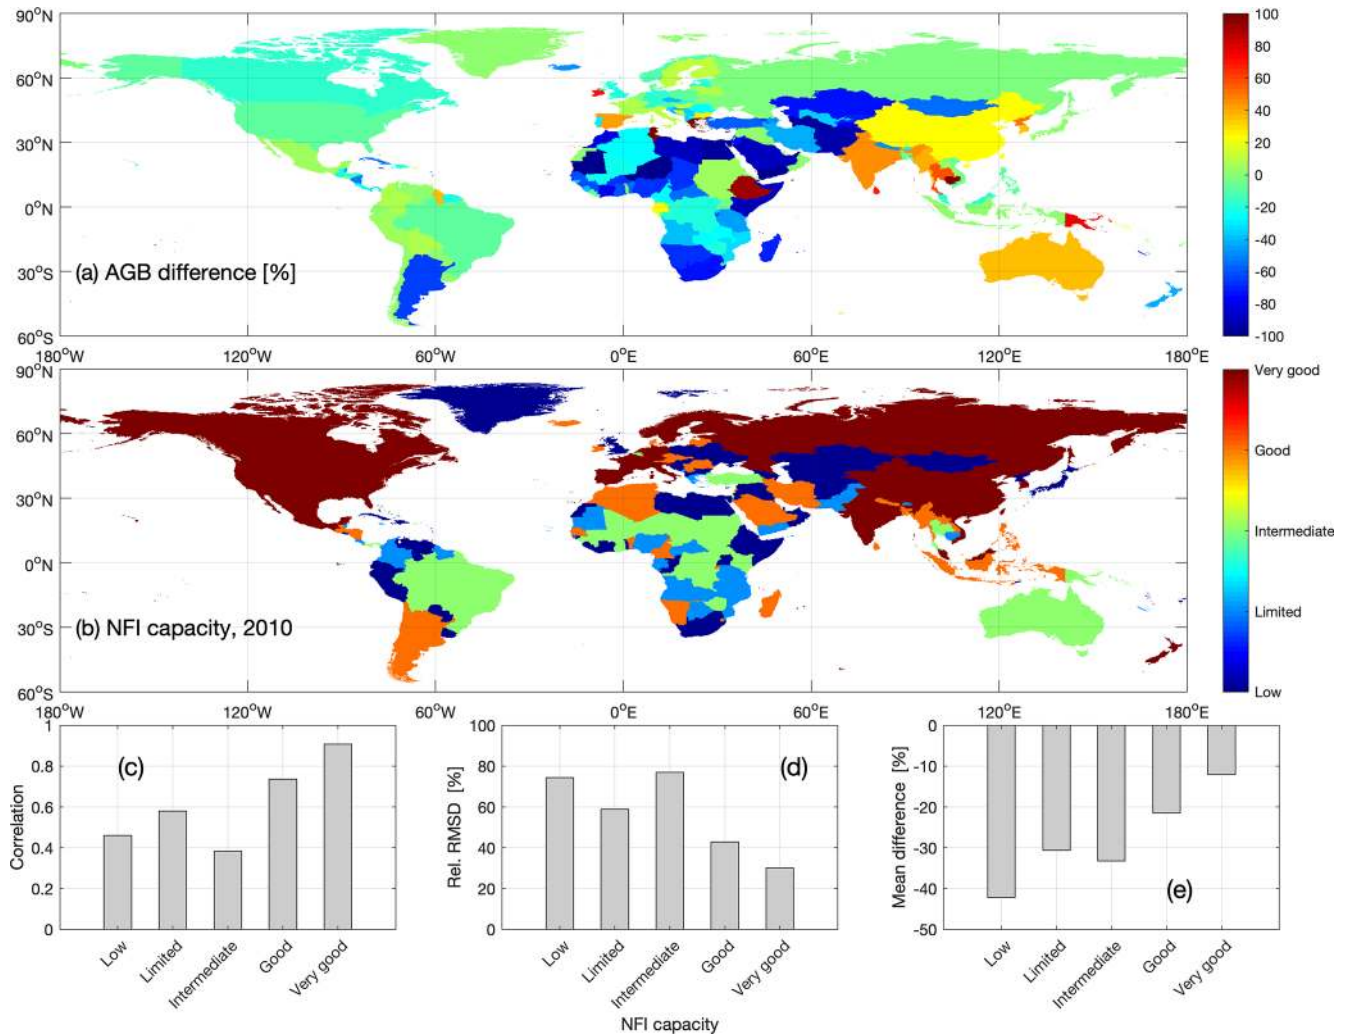 90°N
60°N
30°N
0°N
30°S
60°S
(a) AGB difference [%]
100
80
60
40
20
0
-20
-40
-60
-80
-100
180°W 120°W 60°W 0°E 60°E 120°E 180°E
90°N
60°N
30°N
0°N
30°S
60°S
(b) NFI capacity, 2010
Very good
Good
Intermediate
Limited
Low
180°W 120°W 60°W 0°E 60°E 120°E 180°E
Correlation
1
0.8
0.6
0.4
0.2
0
(c)
Low
Limited
Intermediate
Good
Very good
Rel. RMSD [%]
100
80
60
40
20
0
(d)
Low
Limited
Intermediate
Good
Very good
Mean difference [%]
0
-10
-20
-30
-40
-50
(e)
Low
Limited
Intermediate
Good
Very good
NFI capacity